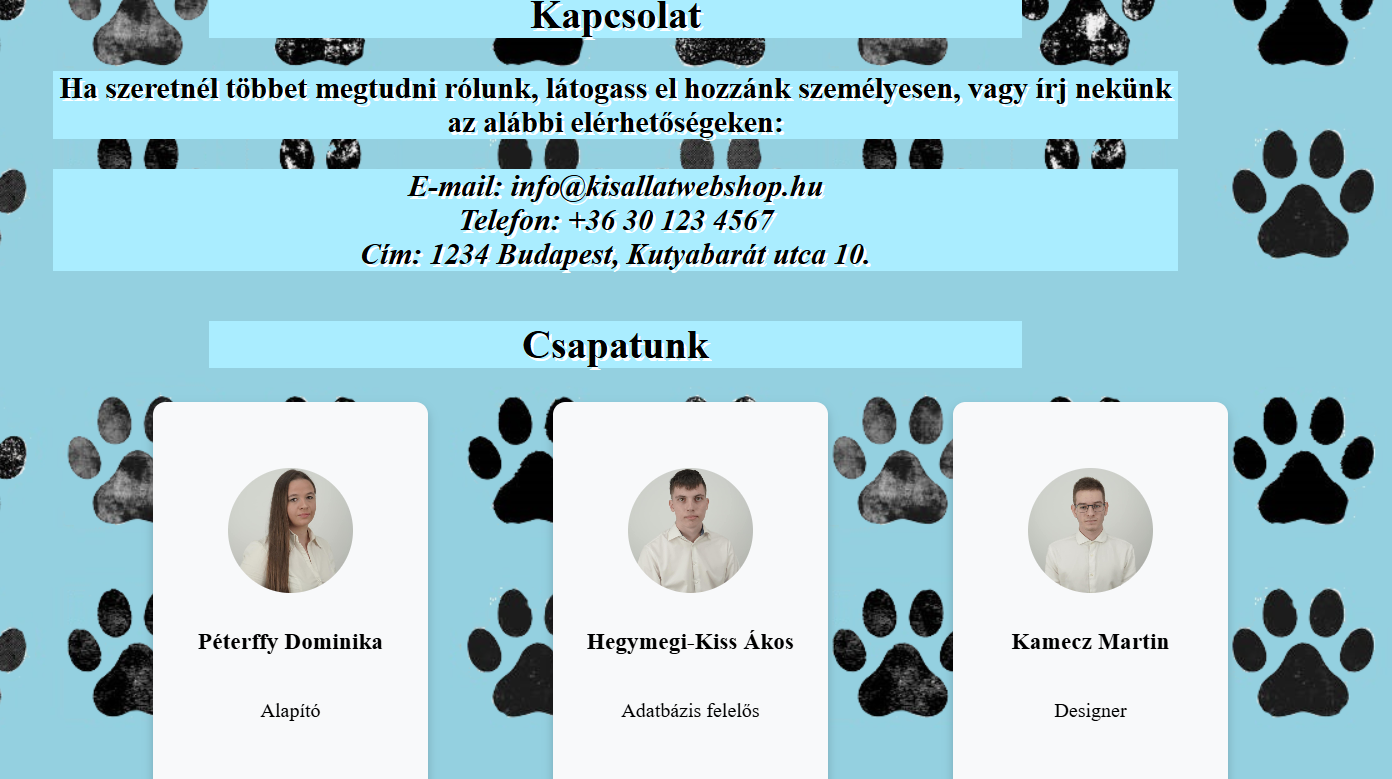 Kapcsolat
Ha szeretnél többet megtudni rólunk, látogass el hozzánk személyesen, vagy írj nekünk
az alábbi elérhetőségeken:
E-mail: info@kisallatwebshop.hu
Telefon: +36 30 123 4567
Cím: 1234 Budapest, Kutyabarát utca 10.
Csapatunk
Péterffy Dominika
Hegymegi-Kiss Ákos
Kamecz Martin
Alapító
Adatbázis felelős
Designer